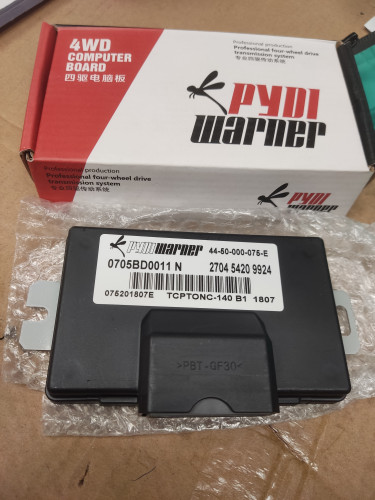 4WD
COMPUTER
BOARD
四驱电脑板
Professional production
Professional four-wheel drive
transmission system
专业四驱传动系统
PYDI
warner
Professional production
Professional four-wheel drive
transmission system
专业四驱传动系统
PYDI
warner
PYDI warner 44-50-000-075-E
0705BD0011 N 2704 5420 9924
075201807E TCPTONC-140 B1 1807
>PBT-GF30<